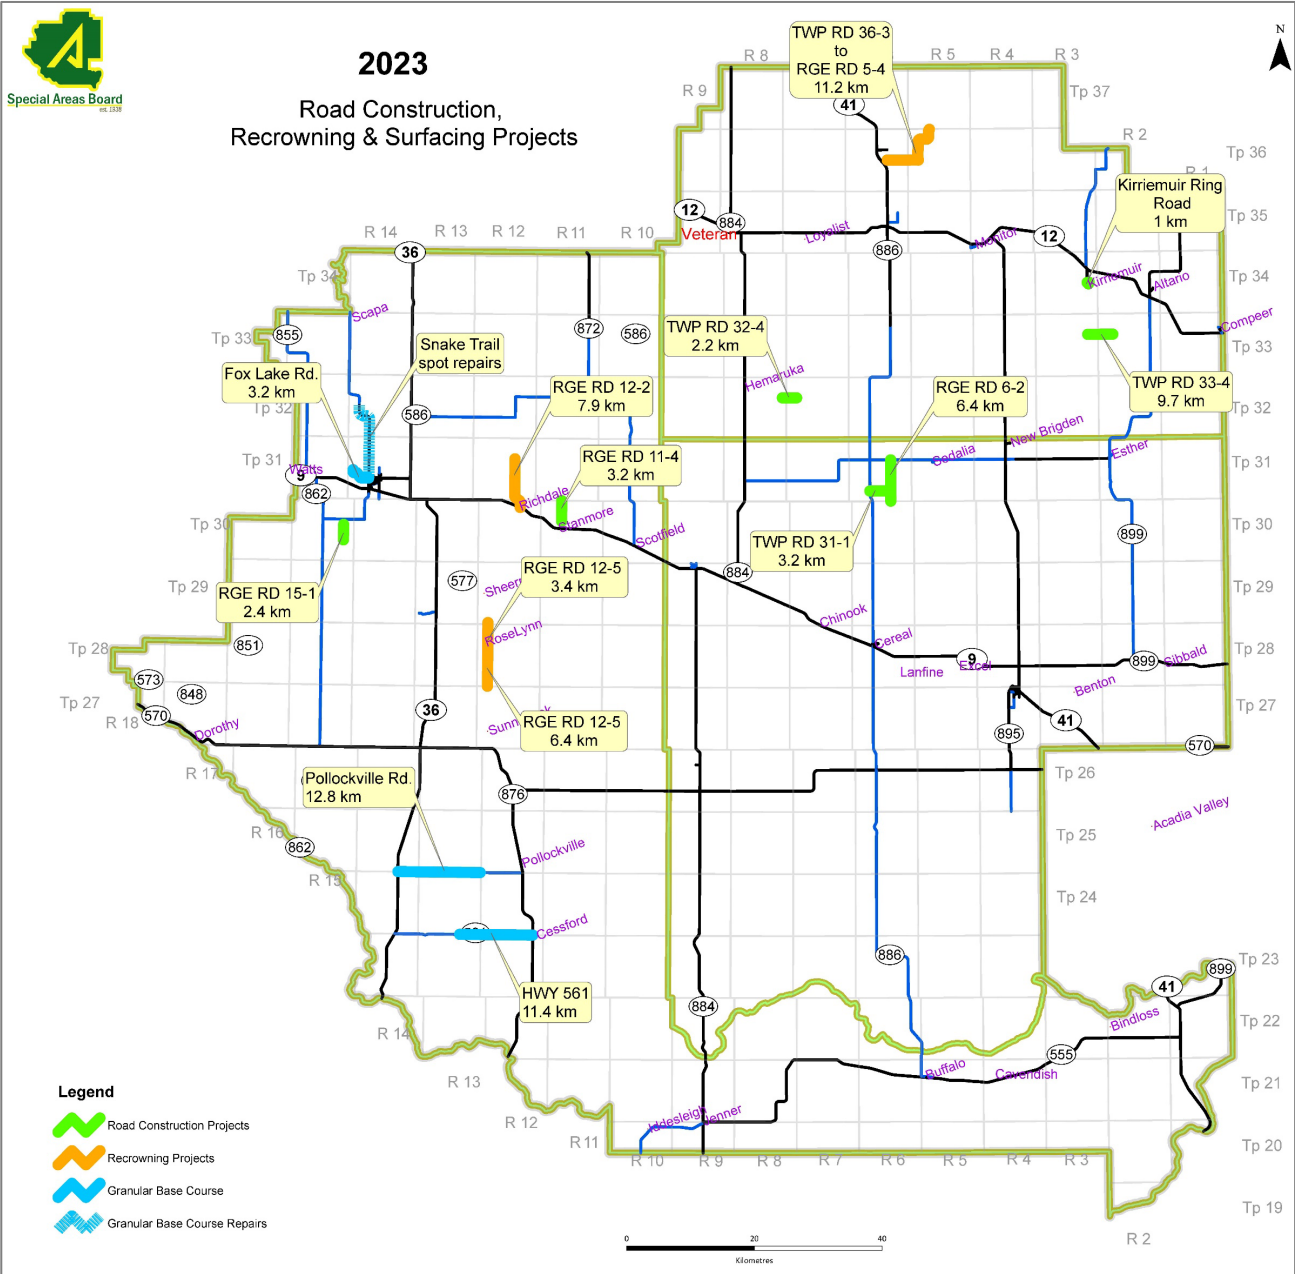 Special Areas Board
est. 1938
2023
Road Construction,
Recrowning & Surfacing Projects
N
TWP RD 36-3
to
RGE RD 5-4
11.2 km
R 8
R 5
R 4
R 3
R 9
Tp 37
41
R 2
Tp 36
Kirriemuir Ring
Road
1 km
Tp 35
12
884
Veteran
Loyalist
Monitor
12
886
R 14
R 13
R 12
R 11
R 10
36
Tp 34
Tp 34
Kirriemuir
Altario
Compeer
Scapa
Tp 33
855
872
586
Snake Trail
spot repairs
TWP RD 32-4
2.2 km
Tp 33
Fox Lake Rd.
3.2 km
RGE RD 12-2
7.9 km
Hemaruka
RGE RD 6-2
6.4 km
TWP RD 33-4
9.7 km
Tp 32
586
Tp 32
New Brigden
Tp 31
Watts
9
862
RGE RD 11-4
3.2 km
Sedalia
Esther
Tp 31
Richdale
Stanmore
Scotfield
Tp 30
TWP RD 31-1
3.2 km
899
Tp 30
RGE RD 15-1
2.4 km
Tp 29
577
RGE RD 12-5
3.4 km
884
Tp 29
Chinook
RoseLynn
Cereal
Tp 28
851
9
Lanfine
Excel
899
Sibbald
Tp 28
573
848
Benton
Tp 27
570
R 18
Dorothy
36
RGE RD 12-5
6.4 km
895
41
Tp 27
570
R 17
Pollockville Rd.
12.8 km
876
Tp 26
Acadia Valley
R 16
862
Tp 25
R 15
Pollockville
Tp 24
Cessford
886
Tp 23
899
41
HWY 561
11.4 km
884
Bindloss
Tp 22
R 14
555
R 13
Buffalo
Cavendish
Tp 21
R 12
Iddesleigh
Jenner
R 11
Tp 20
R 10
R 9
R 8
R 7
R 6
R 5
R 4
R 3
Tp 19
R 2
Legend
Road Construction Projects
Recrowning Projects
Granular Base Course
Granular Base Course Repairs
0
20
40
Kilometres